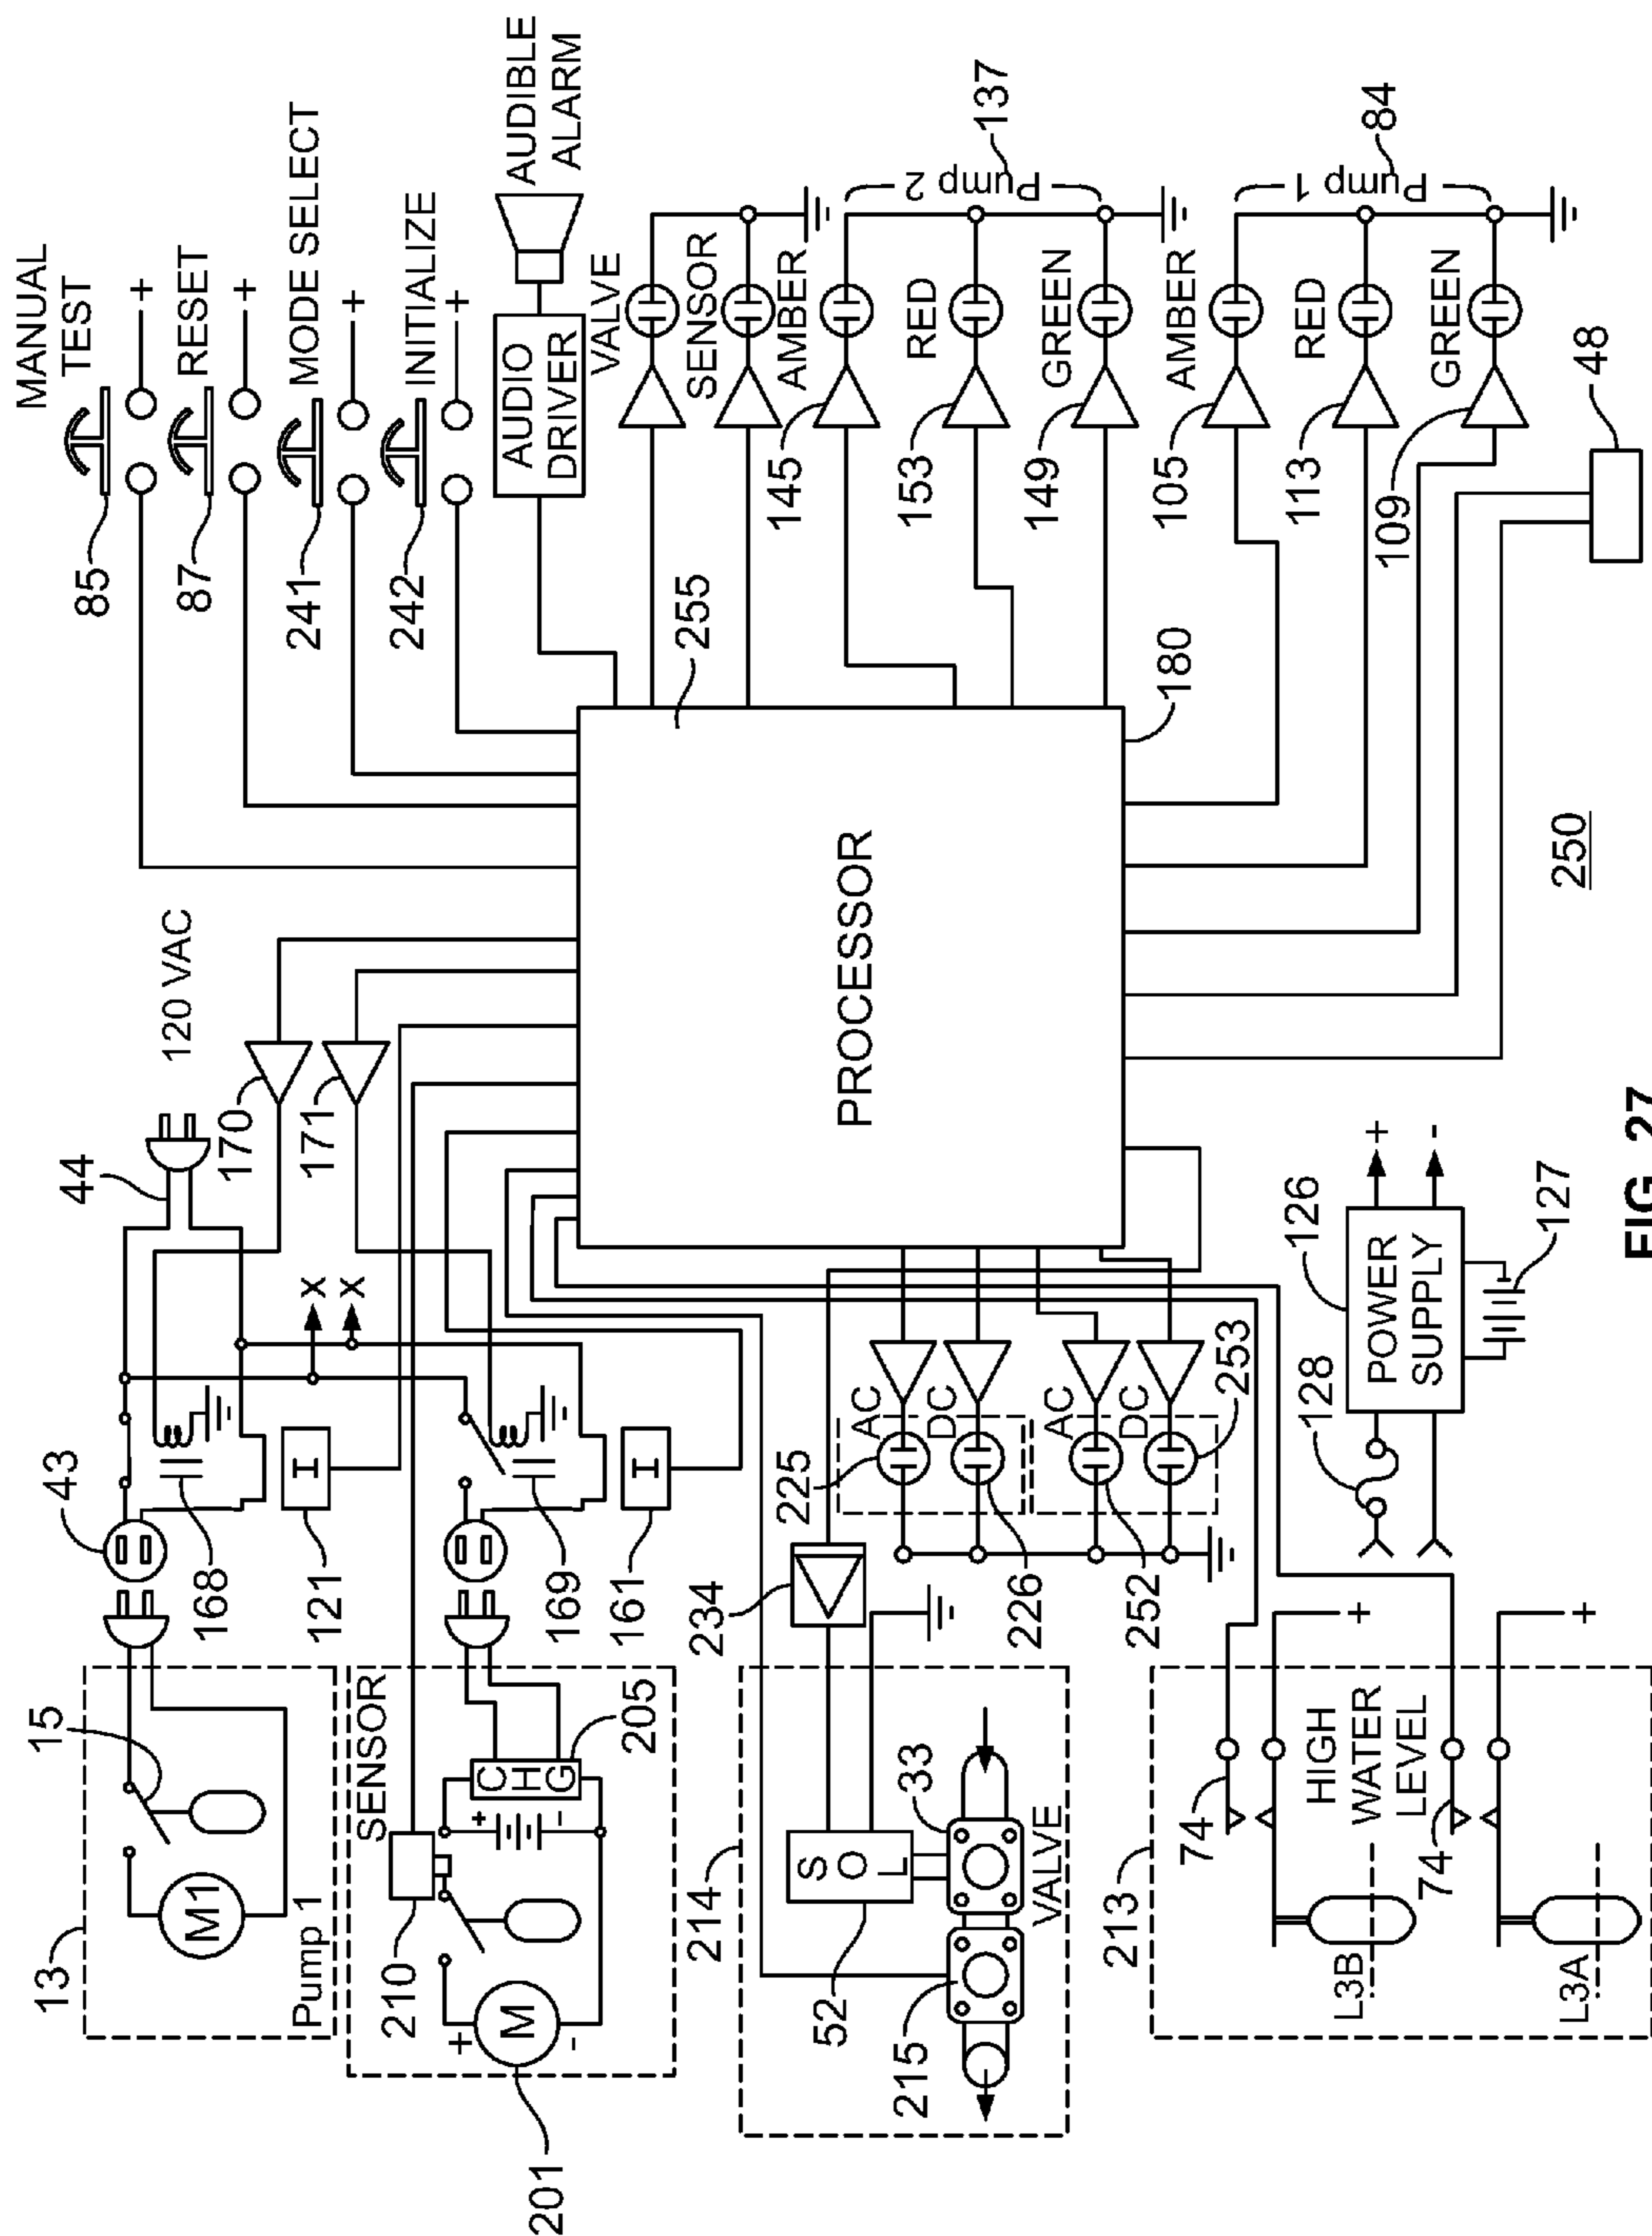 MANUAL
TEST
+
85
RESET
+
87
MODE SELECT
+
241
INITIALIZE
+
242
AUDIBLE
ALARM
AUDIO
DRIVER
VALVE
SENSOR
AMBER
145
RED
153
GREEN
149
Pump 2
137
AMBER
105
RED
113
GREEN
109
Pump 1
84
48
255
180
PROCESSOR
250
120 VAC
44
170
171
X
X
43
168
121
I
169
161
I
15
13
M1
Pump 1
SENSOR
210
C
H
G
205
+
-
+
M
-
201
234
225
AC
DC
226
AC
DC
252
253
214
S
O
L
52
33
215
VALVE
213
74
+
HIGH
WATER
LEVEL
74
+
L3B
L3A
128
126
POWER
SUPPLY
+
-
127
FIG. 27